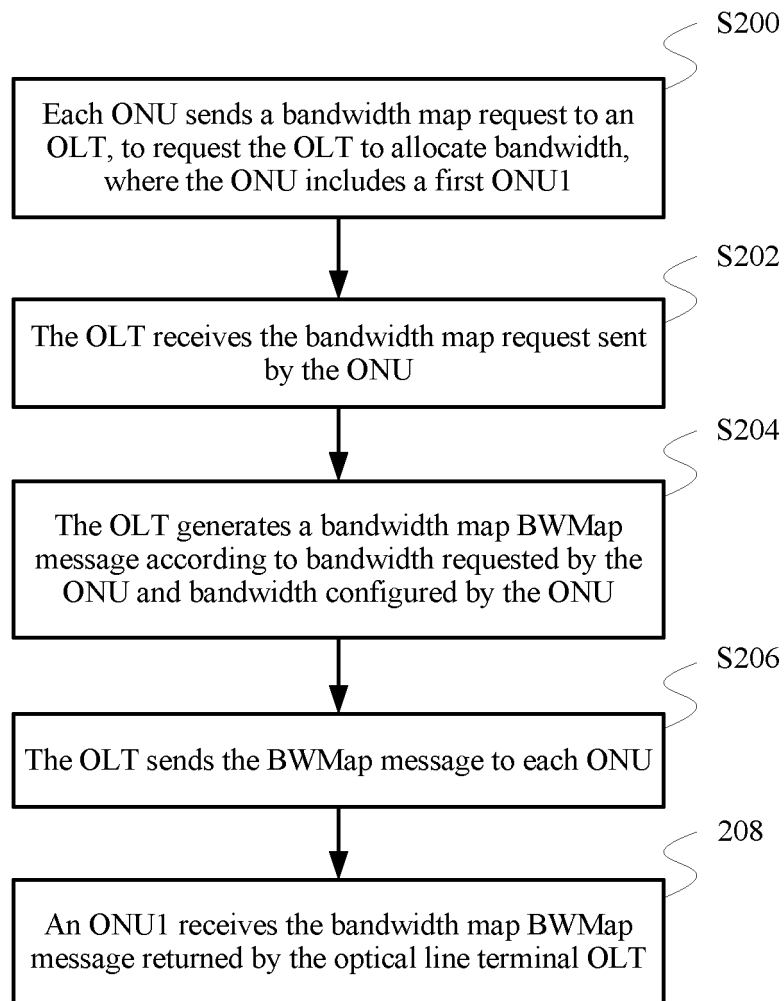 S200
Each ONU sends a bandwidth map request to an
OLT, to request the OLT to allocate bandwidth,
where the ONU includes a first ONU1
S202
The OLT receives the bandwidth map request sent
by the ONU
S204
The OLT generates a bandwidth map BWMap
message according to bandwidth requested by the
ONU and bandwidth configured by the ONU
S206
The OLT sends the BWMap message to each ONU
208
An ONU1 receives the bandwidth map BWMap
message returned by the optical line terminal OLT